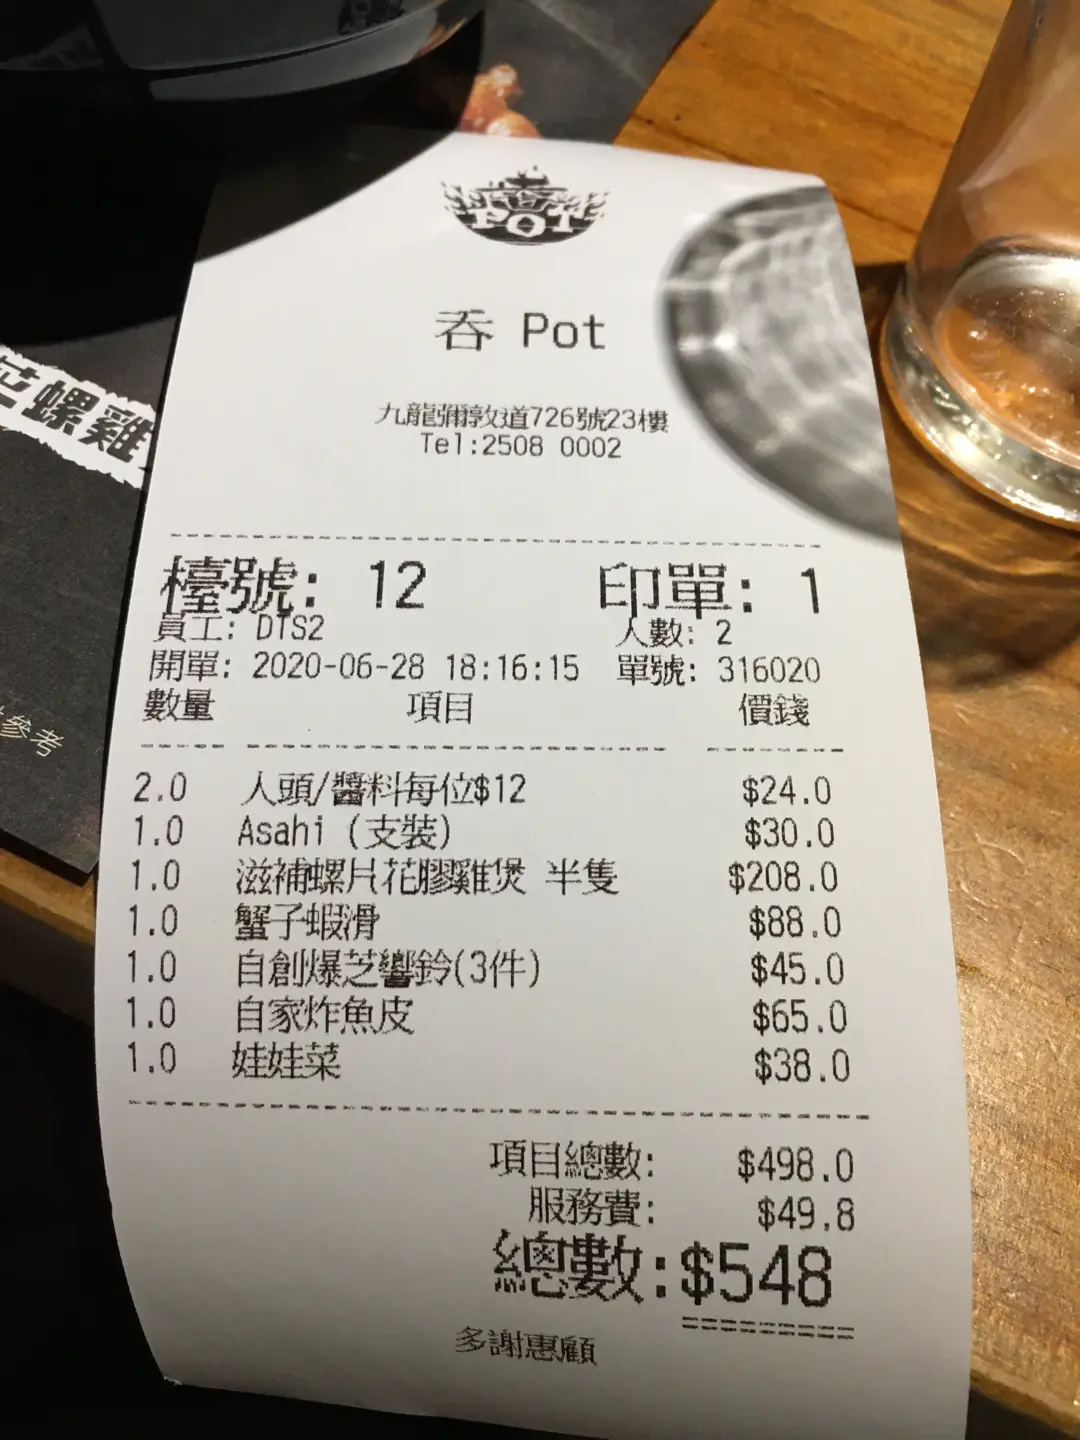 POT
呑 Pot
九龍彌敦道726號23樓
Tel:2508 0002
檯號: 12 印單: 1
員工: DTS2 人數: 2
開單: 2020-06-28 18:16:15 單號: 316020
數量 項目 價錢
2.0 人頭/醬料每位$12 $24.0
1.0 Asahi (支裝) $30.0
1.0 滋補螺片花膠雞煲 半隻 $208.0
1.0 蟹子蝦滑 $88.0
1.0 自創爆芝響鈴(3件) $45.0
1.0 自家炸魚皮 $65.0
1.0 娃娃菜 $38.0
項目總數: $498.0
服務費: $49.8
總數:$548
多謝惠顧
螺雞
參考